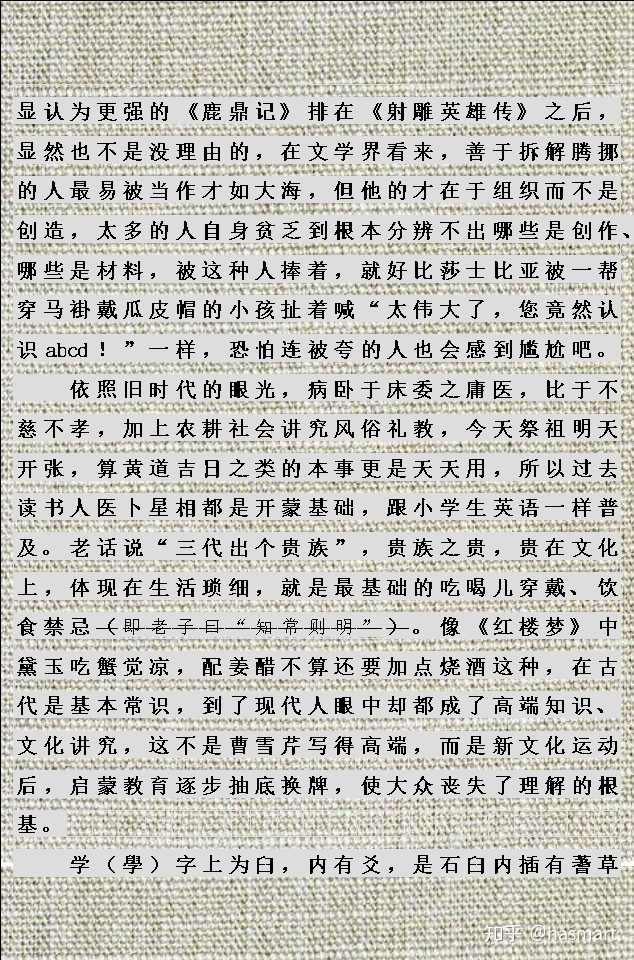 显认为更强的《鹿鼎记》排在《射雕英雄传》之后，
显然也不是没理由的，在文学界看来，善于拆解腾挪
的人最易被当作才如大海，但他的才在于组织而不是
创造，太多的人自身贫乏到根本分辨不出哪些是创作、
哪些是材料，被这种人捧着，就好比莎士比亚被一帮
穿马褂戴瓜皮帽的小孩扯着喊“太伟大了，您竟然认
识abcd！”一样，恐怕连被夸的人也会感到尴尬吧。
依照旧时代的眼光，病卧于床委之庸医，比于不
慈不孝，加上农耕社会讲究风俗礼教，今天祭祖明天
开张，算黄道吉日之类的本事更是天天用，所以过去
读书人医卜星相都是开蒙基础，跟小学生英语一样普
及。老话说“三代出个贵族”，贵族之贵，贵在文化
上，体现在生活琐细，就是最基础的吃喝儿穿戴、饮
食禁忌（即老子曰“知常则明”）。像《红楼梦》中
黛玉吃蟹觉凉，配姜醋不算还要加点烧酒这种，在古
代是基本常识，到了现代人眼中却都成了高端知识、
文化讲究，这不是曹雪芹写得高端，而是新文化运动
后，启蒙教育逐步抽底换牌，使大众丧失了理解的根
基。
学（學）字上为臼，内有爻，是石臼内插有蓍草
知乎 @hasmart